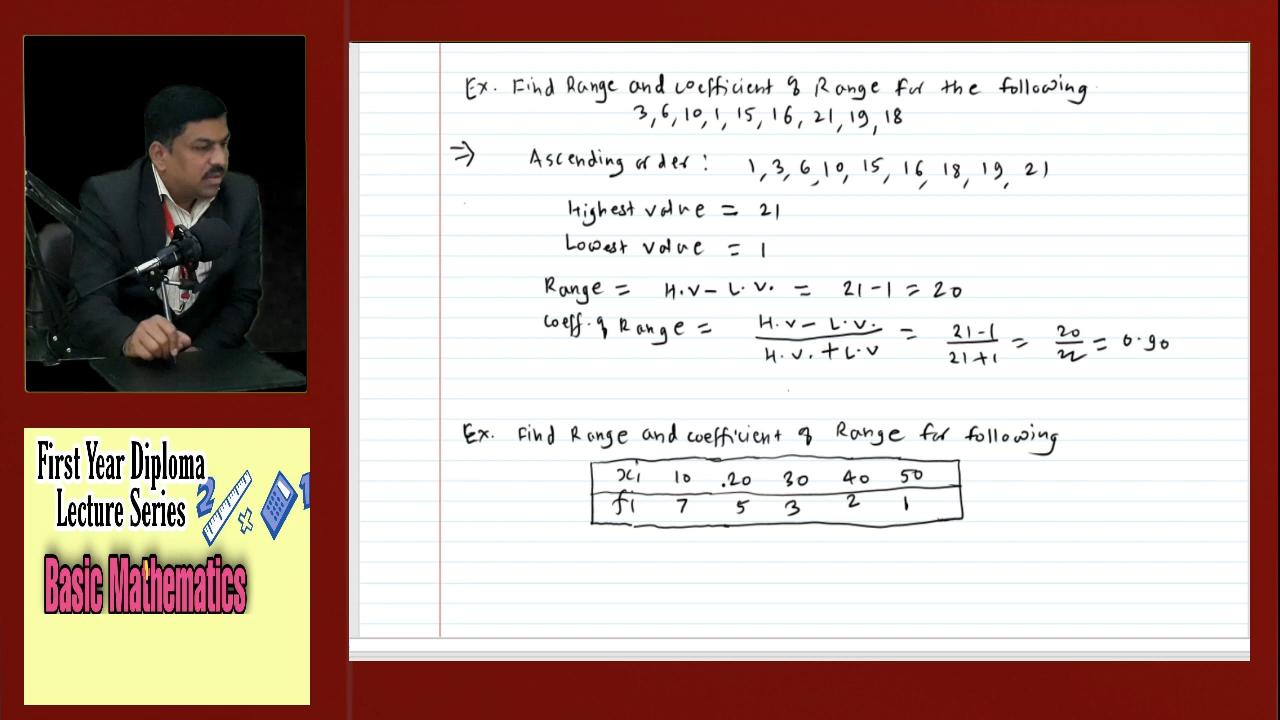 Ex. Find Range and coefficient of Range for the following
3, 6, 10, 1, 15, 16, 21, 19, 18
⇒ Ascending order : 1, 3, 6, 10, 15, 16, 18, 19, 21
Highest value = 21
Lowest value = 1
Range = H.V - L.V. = 21-1 = 20
Coeff. of Range = H.V - L.V. / H.V. + L.V = 21-1 / 21+1 = 20/22 = 0.90
Ex. Find Range and coefficient of Range for following
xi 10 20 30 40 50
fi 7 5 3 2 1
First Year Diploma
Lecture Series
Basic Mathematics